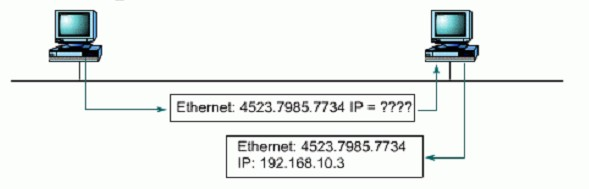 Ethernet: 4523.7985.7734 IP = ????
Ethernet: 4523.7985.7734
IP: 192.168.10.3